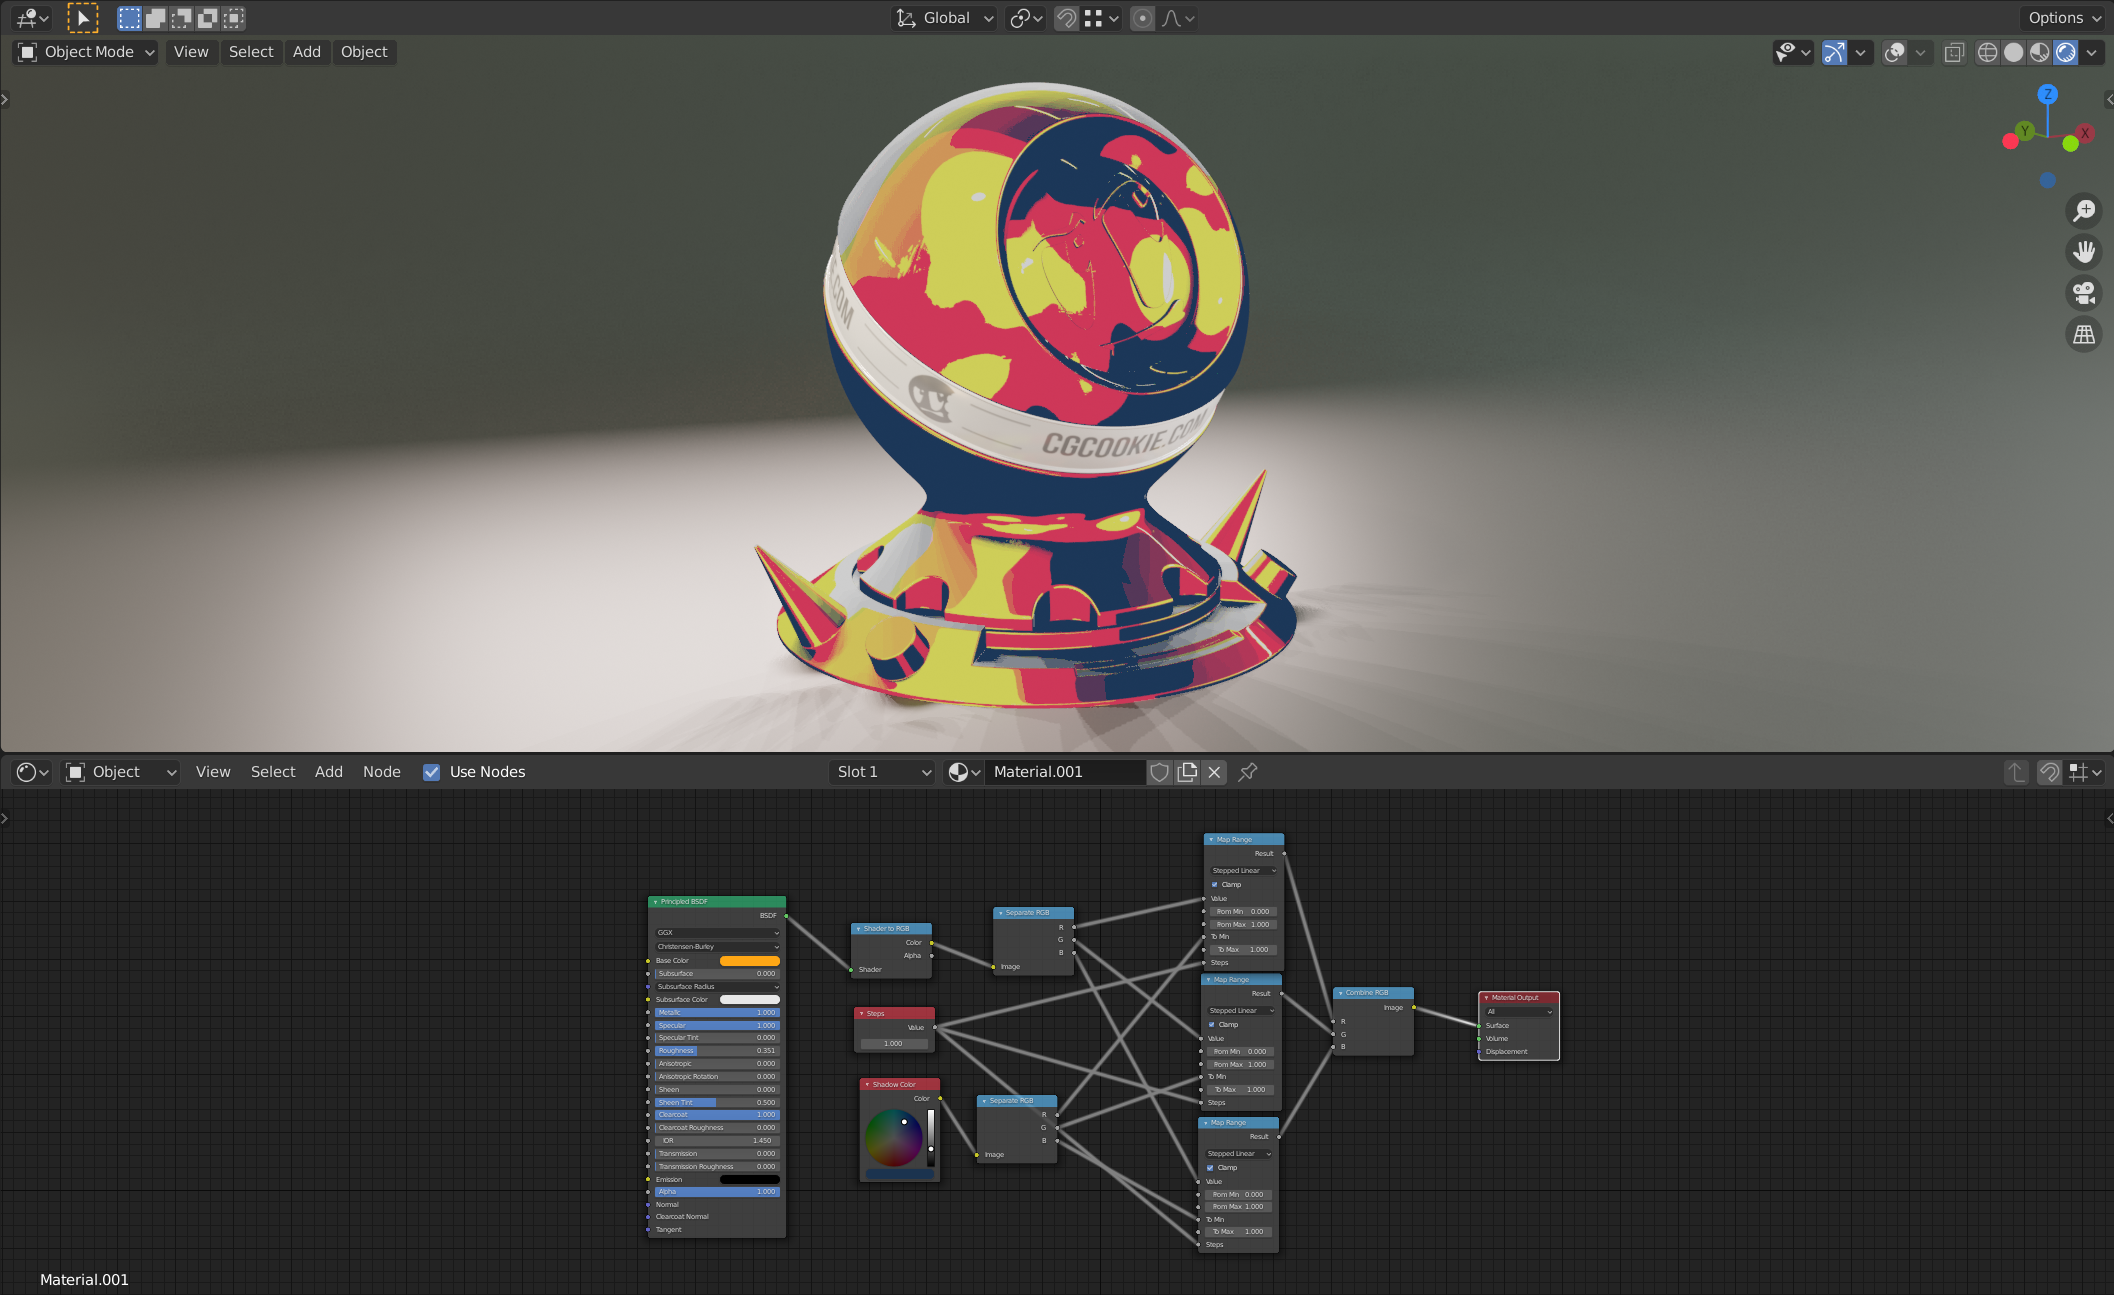 Global
Options
Object Mode
View
Select
Add
Object
Z
Y
X
.COM
CGCOOKIE.COM
Object
View
Select
Add
Node
Use Nodes
Slot 1
Material.001
Principled BSDF
BSDF
GGX
Christensen-Burley
Base Color
Subsurface 0.000
Subsurface Radius
Subsurface Color
Metallic 1.000
Specular 1.000
Specular Tint 0.000
Roughness 0.351
Anisotropic 0.000
Anisotropic Rotation 0.000
Sheen 0.000
Sheen Tint 0.500
Clearcoat 1.000
Clearcoat Roughness 0.000
IOR 1.450
Transmission 0.000
Transmission Roughness 0.000
Emission
Alpha 1.000
Normal
Clearcoat Normal
Tangent
Shader to RGB
Color
Alpha
Shader
Steps
Value
1.000
Shadow Color
Color
Separate RGB
R
G
B
Image
Separate RGB
R
G
B
Image
Map Range
Result
Stepped Linear
Clamp
Value
From Min 0.000
From Max 1.000
To Min
To Max 1.000
Steps
Map Range
Result
Stepped Linear
Clamp
Value
From Min 0.000
From Max 1.000
To Min
To Max 1.000
Steps
Map Range
Result
Stepped Linear
Clamp
Value
From Min 0.000
From Max 1.000
To Min
To Max 1.000
Steps
Combine RGB
Image
R
G
B
Material Output
All
Surface
Volume
Displacement
Material.001